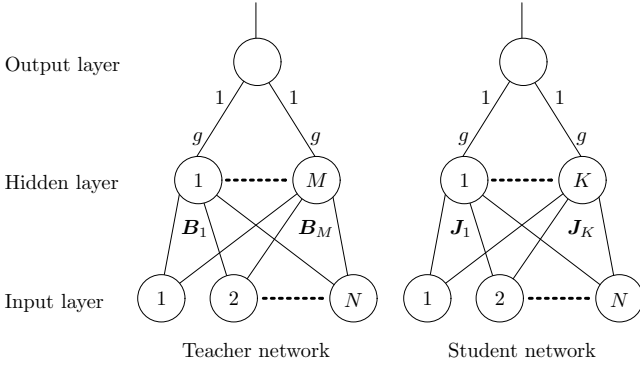 Output layer
1 1 1 1
g g g g
Hidden layer 1 M 1 K
B1 BM J1 JK
Input layer 1 2 N 1 2 N
Teacher network Student network